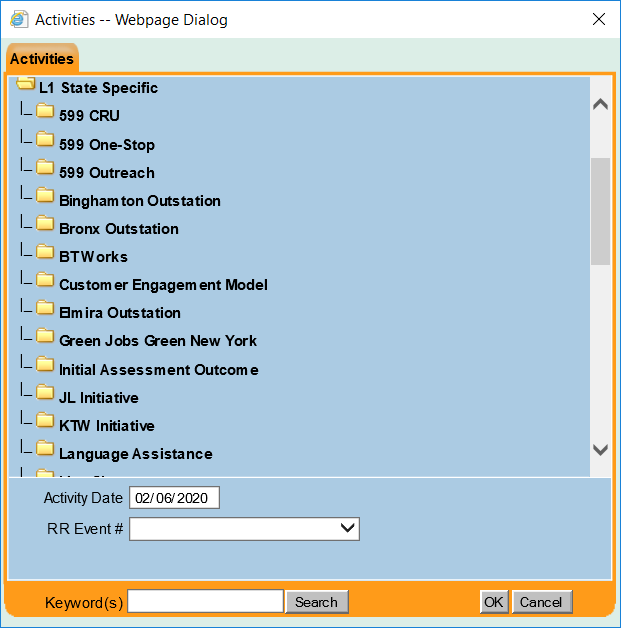 Activities -- Webpage Dialog
Activities
L1 State Specific
599 CRU
599 One-Stop
599 Outreach
Binghamton Outstation
Bronx Outstation
BTWorks
Customer Engagement Model
Elmira Outstation
Green Jobs Green New York
Initial Assessment Outcome
JL Initiative
KTW Initiative
Language Assistance
Activity Date 02/06/2020
RR Event #
Keyword(s) Search OK Cancel